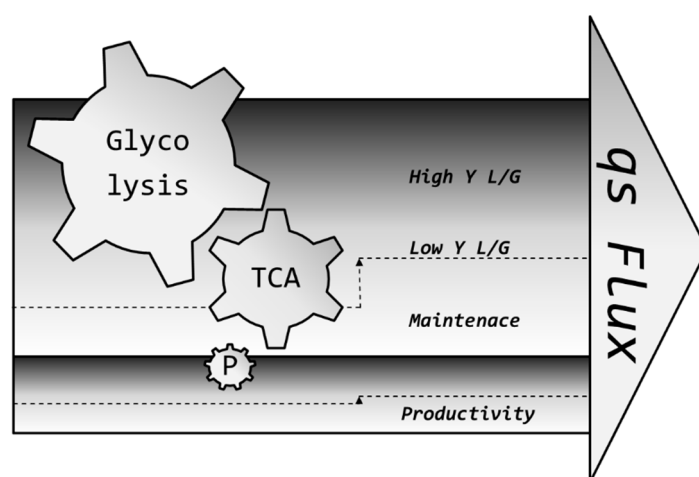 Glyco
lysis
High Y L/G
qs Flux
Low Y L/G
TCA
Maintenace
P
Productivity